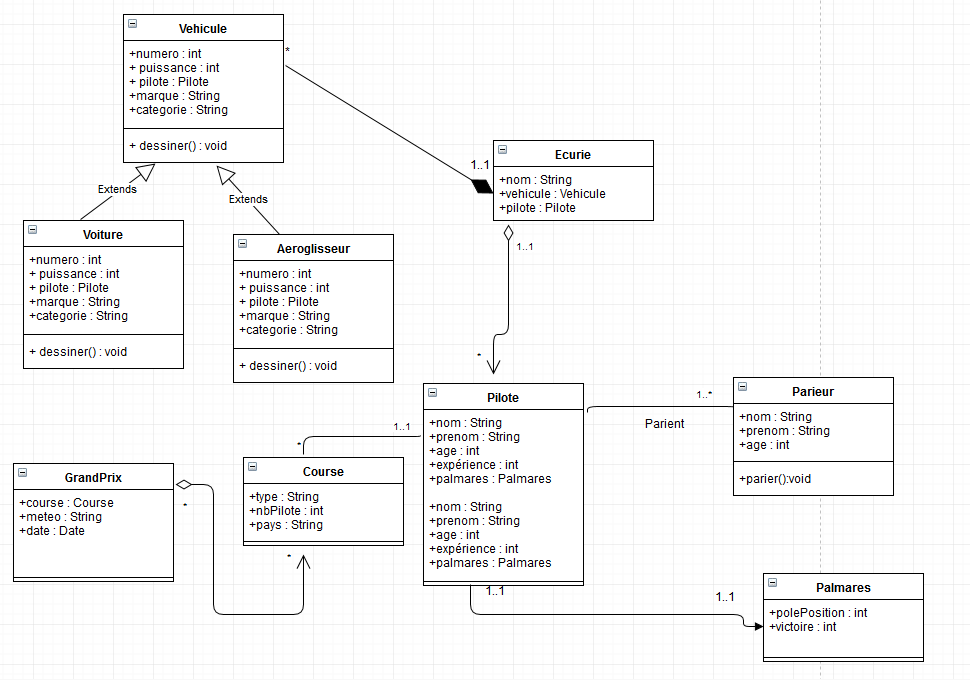 Vehicule
+numero : int
+ puissance : int
+ pilote : Pilote
+marque : String
+categorie : String
+ dessiner() : void
*
1..1
Ecurie
+nom : String
+vehicule : Vehicule
+pilote : Pilote
1..1
*
Extends
Extends
Voiture
+numero : int
+ puissance : int
+ pilote : Pilote
+marque : String
+categorie : String
+ dessiner() : void
Aeroglisseur
+numero : int
+ puissance : int
+ pilote : Pilote
+marque : String
+categorie : String
+ dessiner() : void
Pilote
+nom : String
+prenom : String
+age : int
+expérience : int
+palmares : Palmares
+nom : String
+prenom : String
+age : int
+expérience : int
+palmares : Palmares
1..*
Parient
Parieur
+nom : String
+prenom : String
+age : int
+parier():void
1..1
*
GrandPrix
+course : Course
+meteo : String
+date : Date
*
Course
+type : String
+nbPilote : int
+pays : String
*
1..1
1..1
Palmares
+polePosition : int
+victoire : int